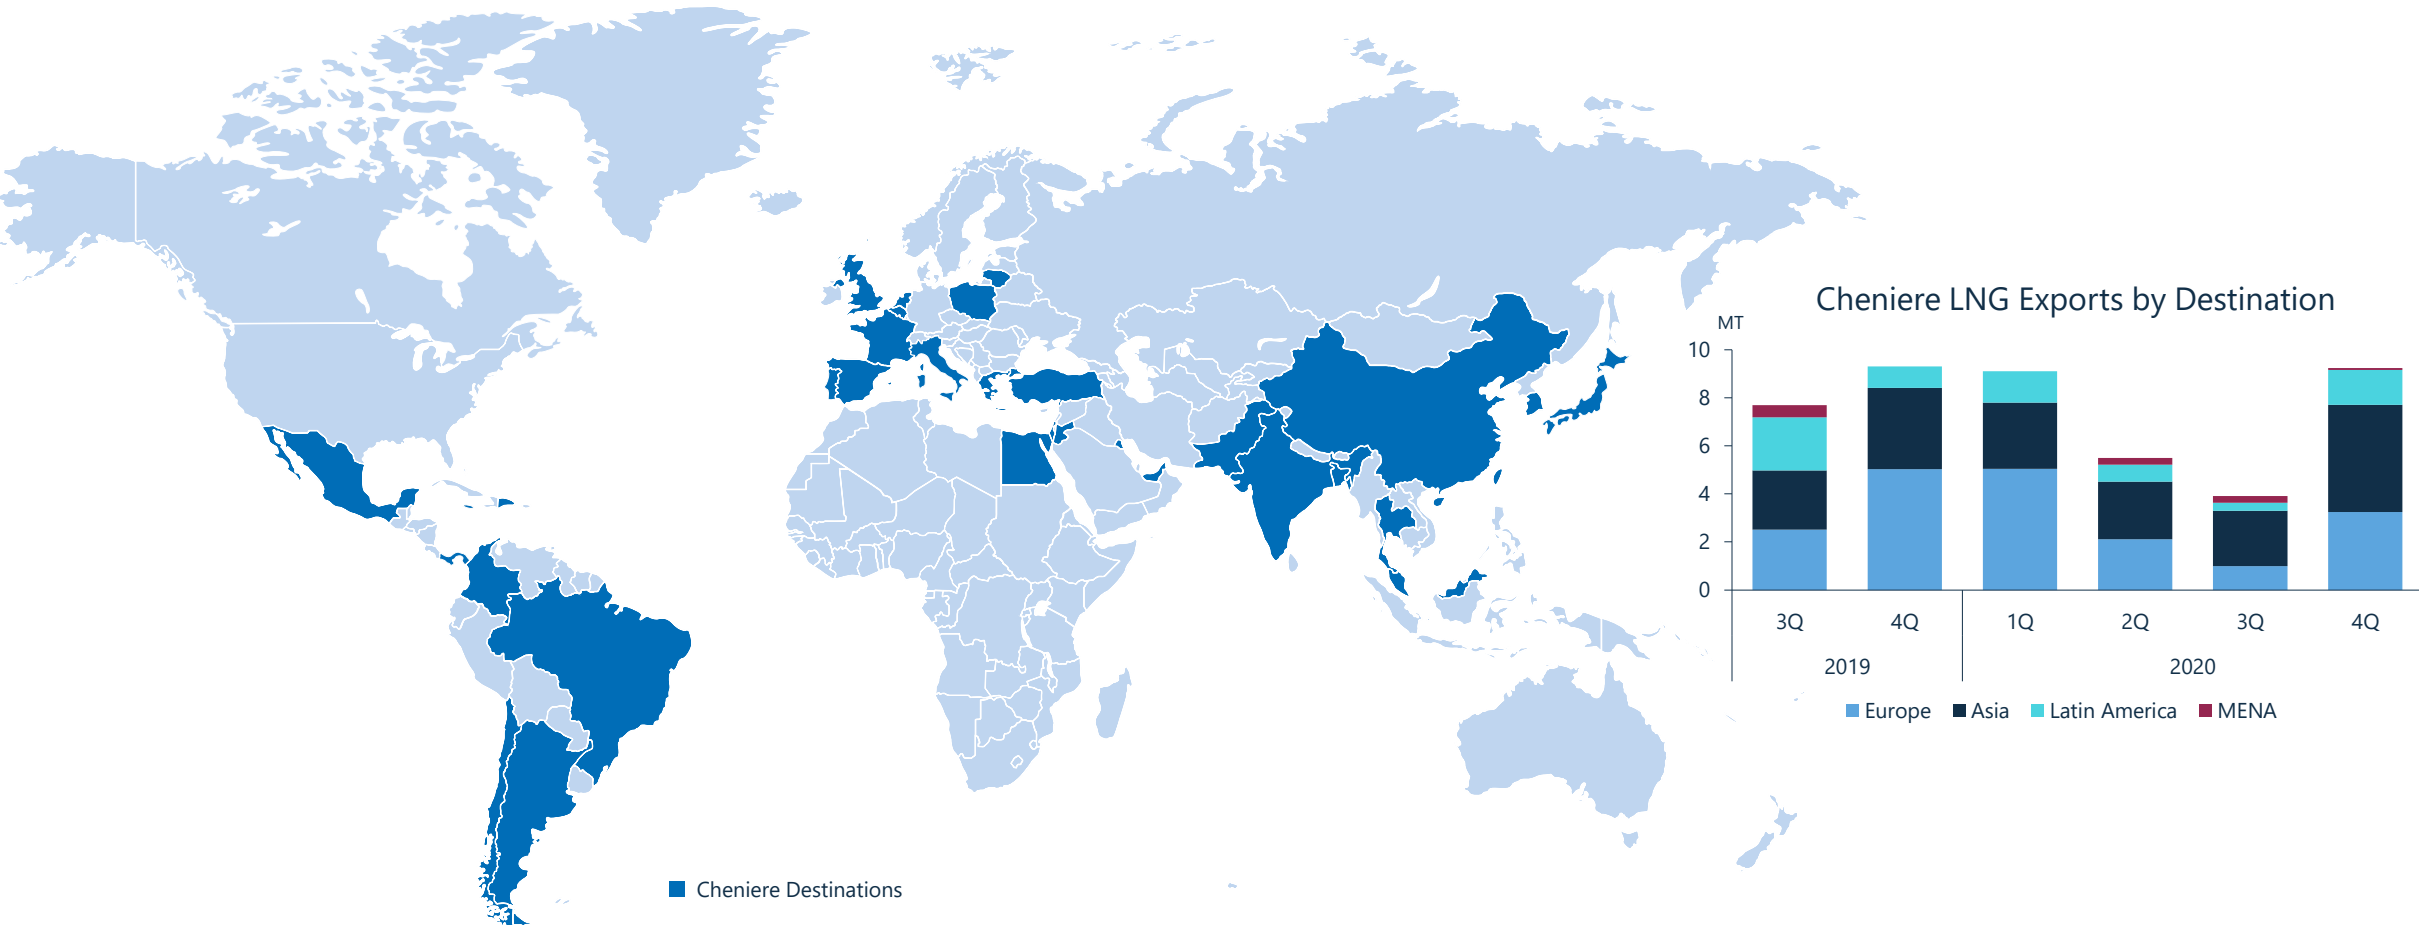 Cheniere LNG Exports by Destination
MT
10
8
6
4
2
0
3Q 4Q 1Q 2Q 3Q 4Q
2019 2020
Europe Asia Latin America MENA
Cheniere Destinations